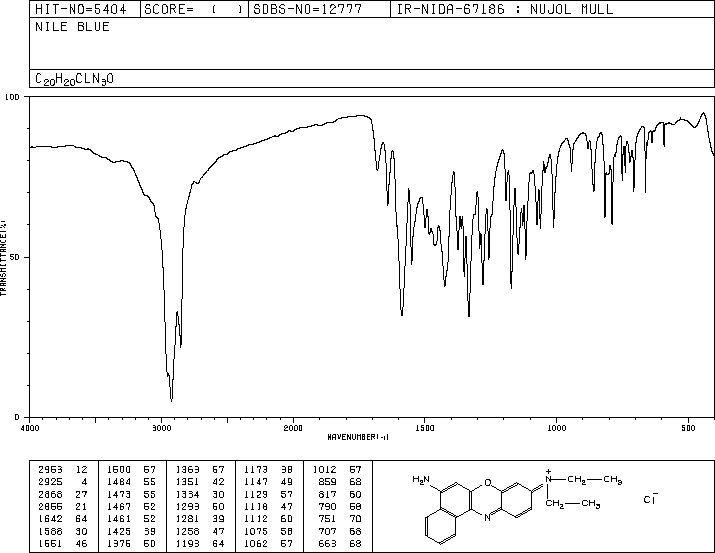 HIT-NO=5404 SCORE= ( ) SDBS-NO=12777 IR-NIDA-67186 : NUJOL MULL
NILE BLUE
C20H20CLN3O
100
50
0
TRANSMITTANCE(%)
4000 3000 2000 1500 1000 500
WAVENUMBER(-1)
2953 12 1500 57 1369 57 1173 38 1012 57
2925 4 1484 55 1351 42 1147 49 859 68
2868 27 1473 55 1334 30 1129 57 817 60
2855 21 1467 52 1293 50 1118 47 790 58
1642 64 1461 52 1281 39 1112 60 751 70
1588 30 1425 39 1258 47 1075 58 707 68
1551 46 1376 50 1193 64 1062 57 663 68
H2N O N+ CH2 CH3
N CH2 CH3
Cl-